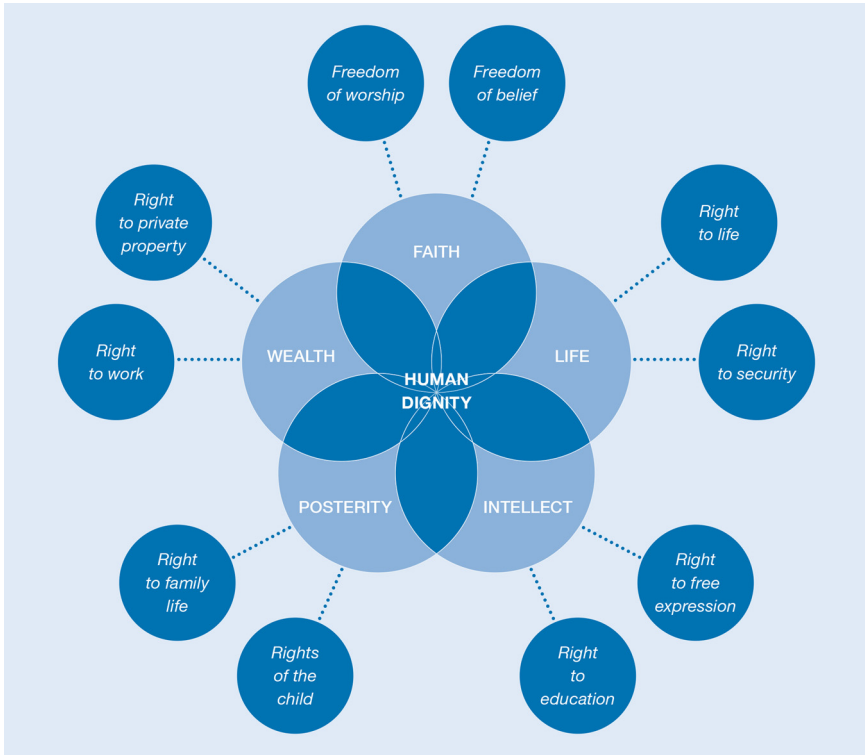 Freedom
of worship
Freedom
of belief
Right
to private
property
Right
to life
FAITH
WEALTH
LIFE
Right
to work
Right
to security
HUMAN
DIGNITY
POSTERITY
INTELLECT
Right
to family
life
Right
to free
expression
Rights
of the
child
Right
to
education